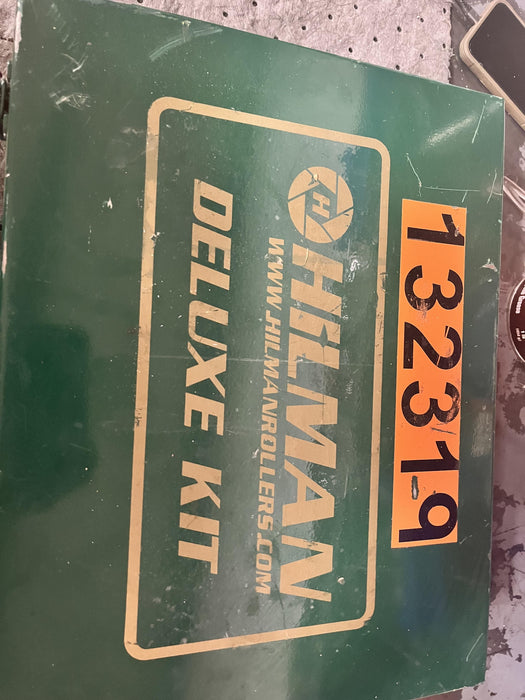 132319
H
HILMAN
WWW.HILMANROLLERS.COM
DELUXE KIT